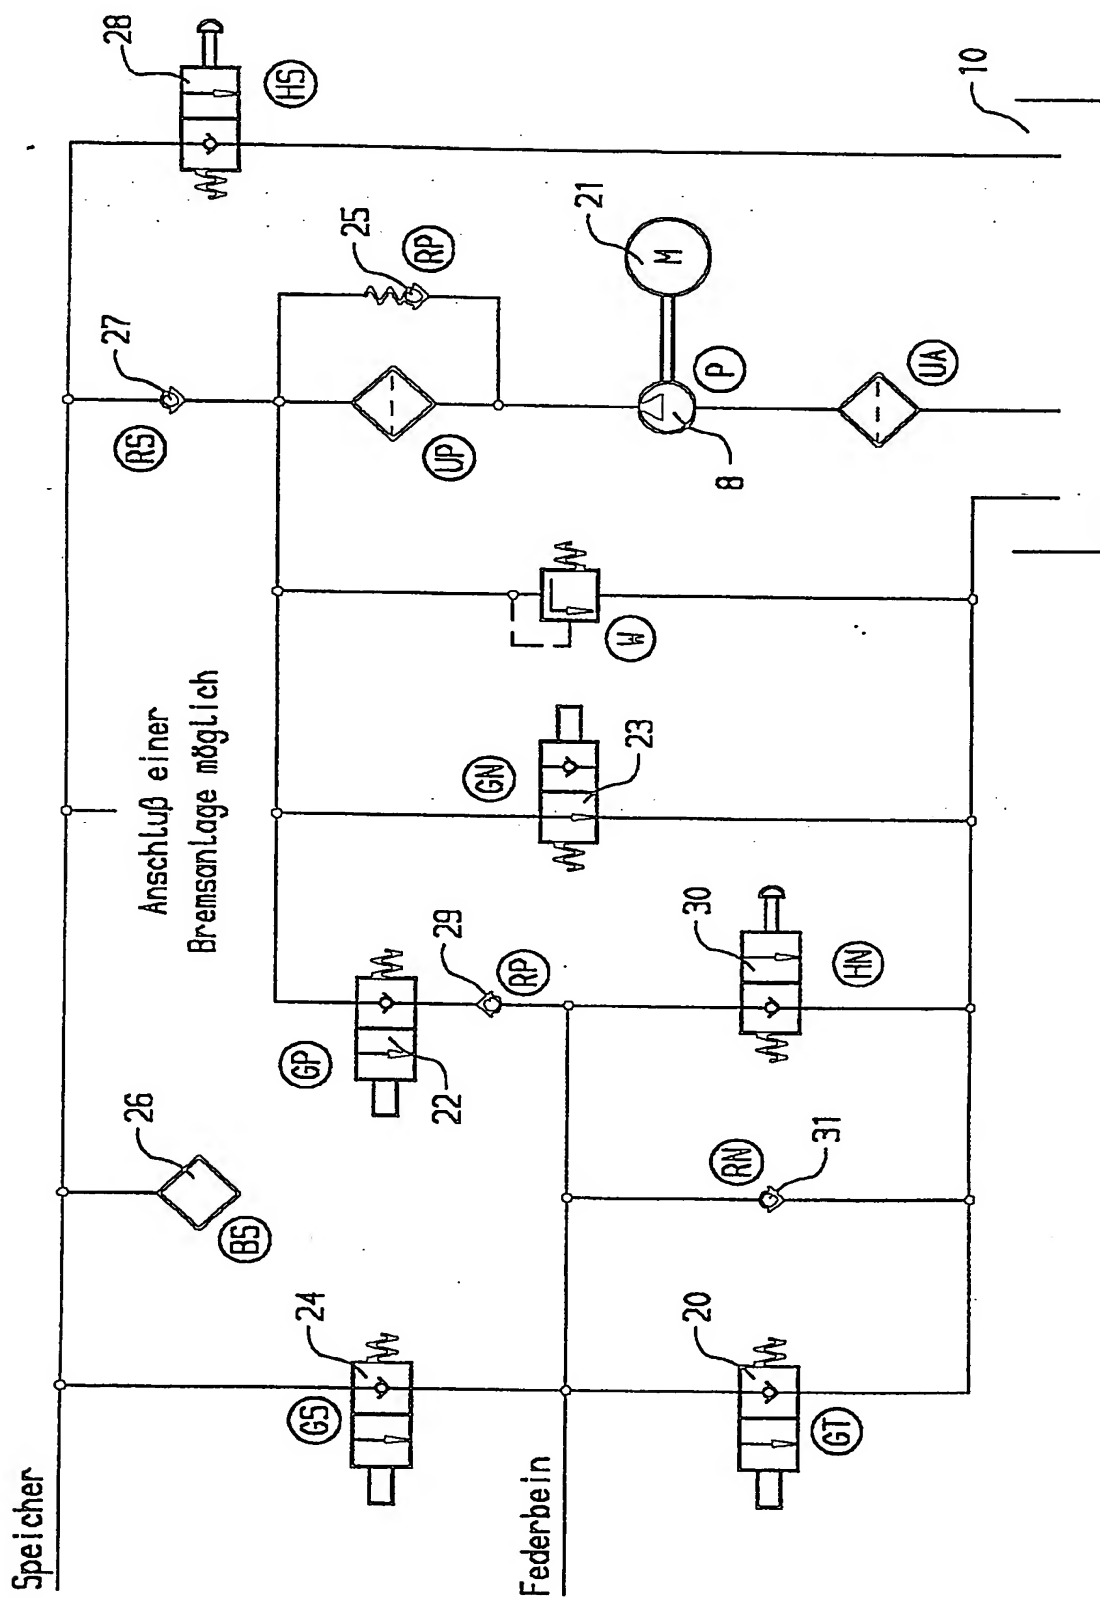 Speicher
Federbein
Anschluß einer
Bremsanlage möglich
24
GS
20
GT
26
BS
RN
31
GP
22
29
RP
30
HN
GN
23
W
27
RS
UP
25
RP
21
M
P
8
UA
28
HS
10